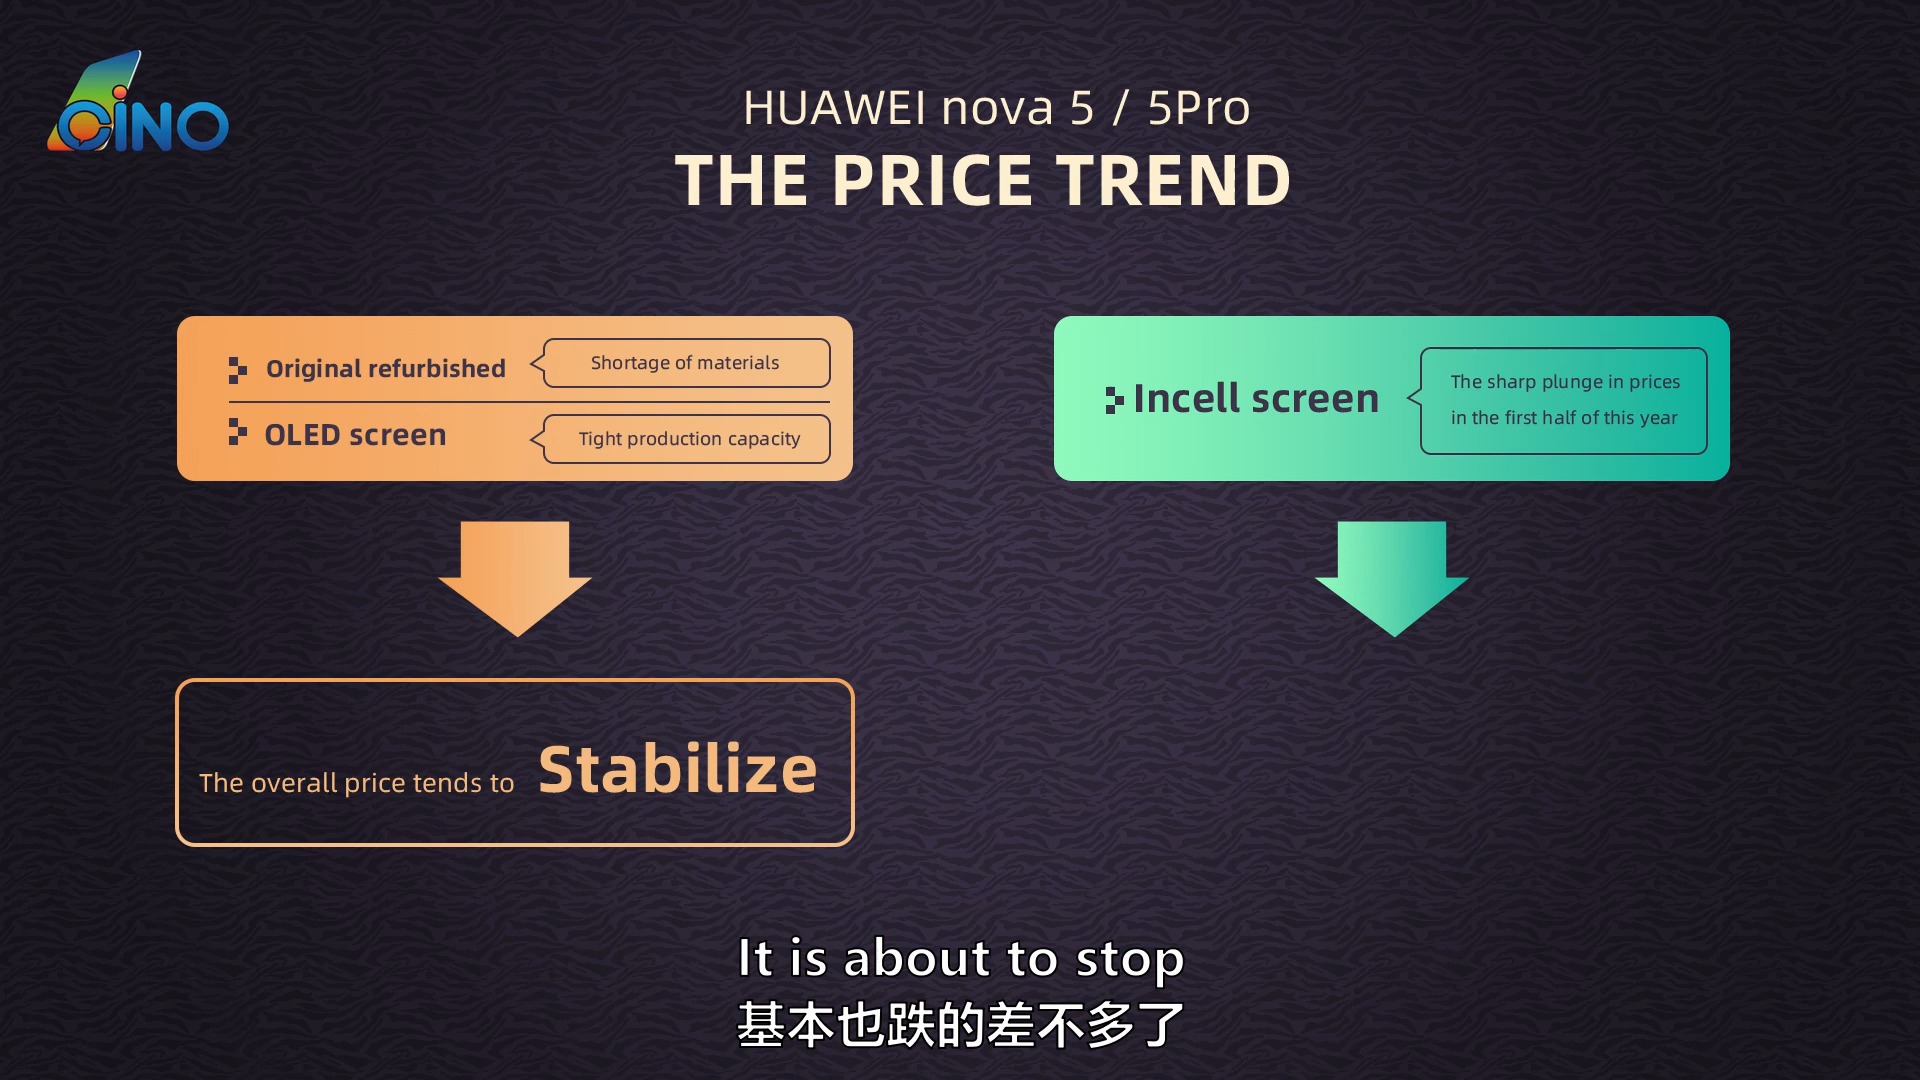 OINO
HUAWEI nova 5 / 5Pro
THE PRICE TREND
Original refurbished
Shortage of materials
OLED screen
Tight production capacity
Incell screen
The sharp plunge in prices
in the first half of this year
The overall price tends to Stabilize
It is about to stop
基本也跌的差不多了